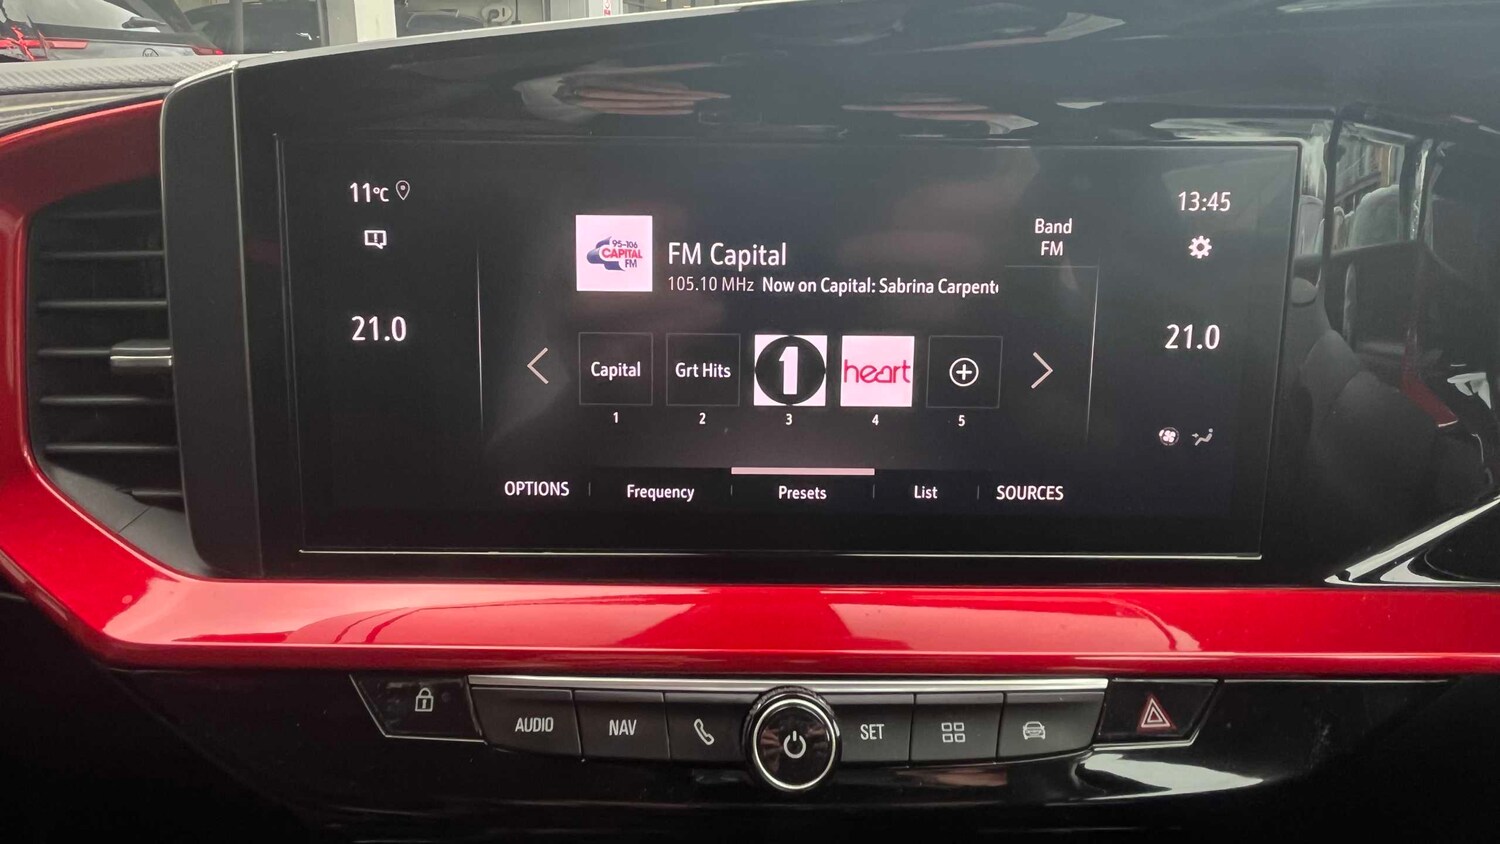 11°C
13:45
95-106
CAPITAL
FM
FM Capital
105.10 MHz Now on Capital: Sabrina Carpente
Band
FM
21.0
21.0
Capital
Grt Hits
1
heart
1
2
3
4
5
OPTIONS
Frequency
Presets
List
SOURCES
AUDIO
NAV
SET